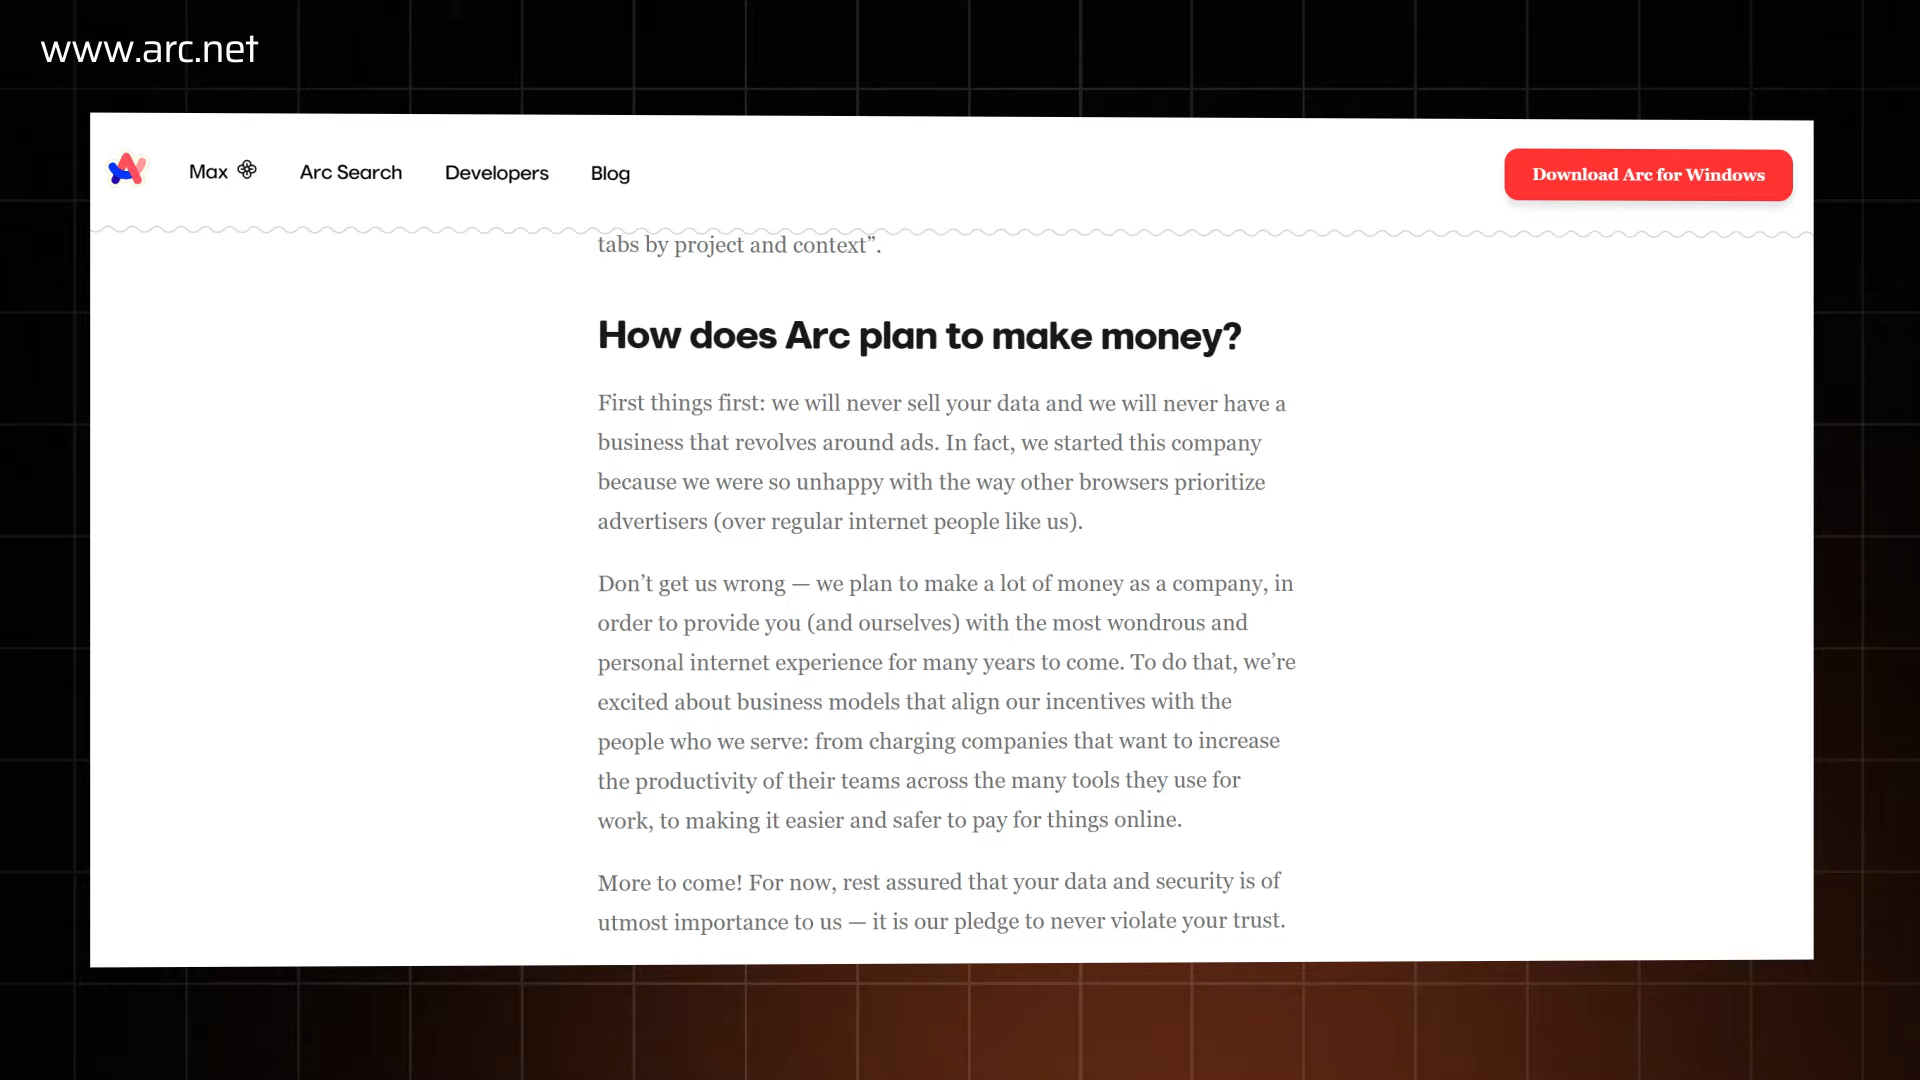 www.arc.net
Max
Arc Search
Developers
Blog
Download Arc for Windows
tabs by project and context”.
How does Arc plan to make money?
First things first: we will never sell your data and we will never have a
business that revolves around ads. In fact, we started this company
because we were so unhappy with the way other browsers prioritize
advertisers (over regular internet people like us).
Don’t get us wrong — we plan to make a lot of money as a company, in
order to provide you (and ourselves) with the most wondrous and
personal internet experience for many years to come. To do that, we’re
excited about business models that align our incentives with the
people who we serve: from charging companies that want to increase
the productivity of their teams across the many tools they use for
work, to making it easier and safer to pay for things online.
More to come! For now, rest assured that your data and security is of
utmost importance to us — it is our pledge to never violate your trust.